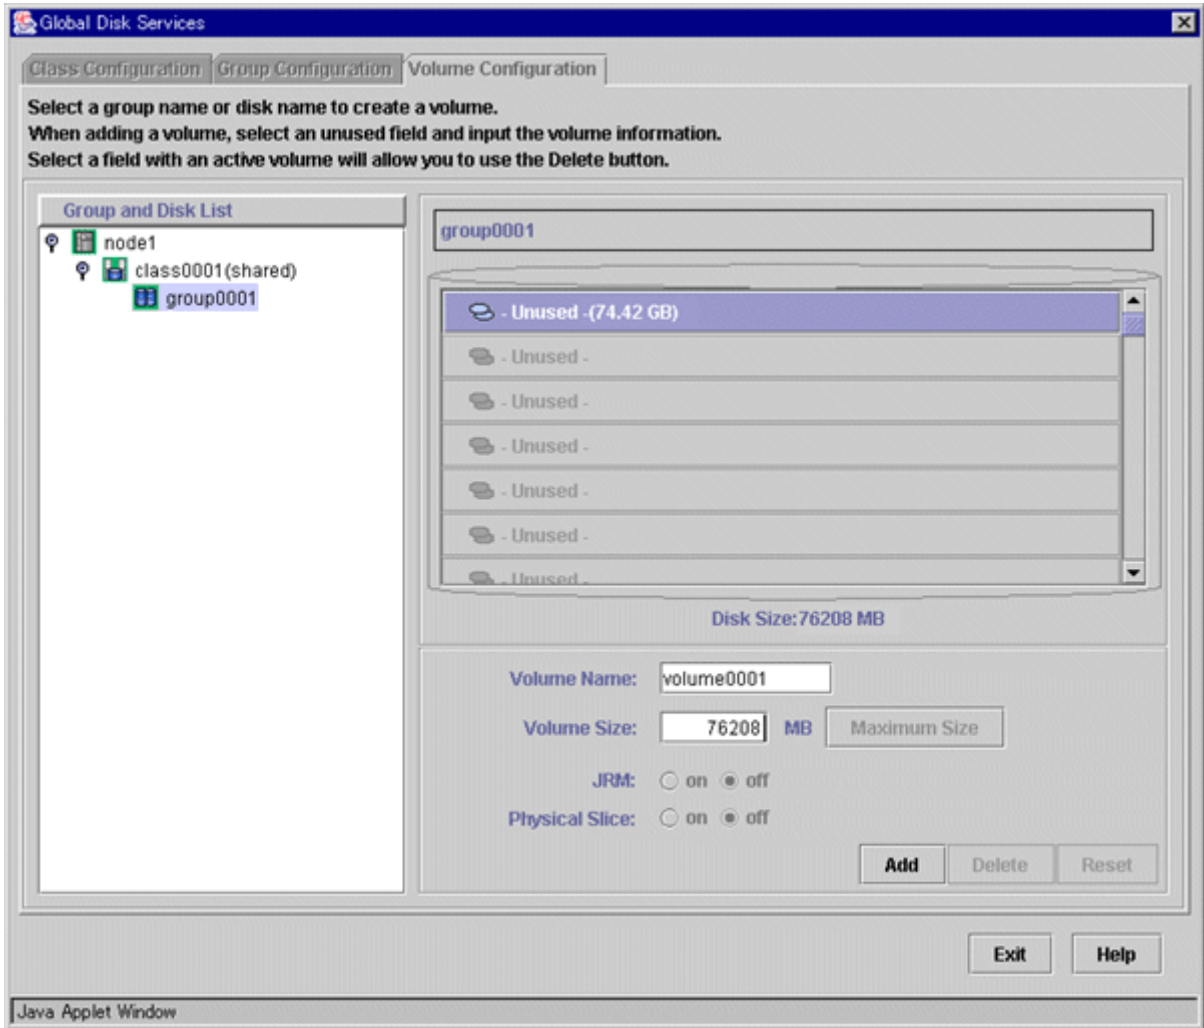 Global Disk Services
Class Configuration Group Configuration Volume Configuration
Select a group name or disk name to create a volume.
When adding a volume, select an unused field and input the volume information.
Select a field with an active volume will allow you to use the Delete button.
Group and Disk List
node1
class0001(shared)
group0001
group0001
- Unused -(74.42 GB)
- Unused -
- Unused -
- Unused -
- Unused -
- Unused -
- Unused -
Disk Size:76208 MB
Volume Name: volume0001
Volume Size: 76208 MB Maximum Size
JRM: on off
Physical Slice: on off
Add Delete Reset
Exit Help
Java Applet Window